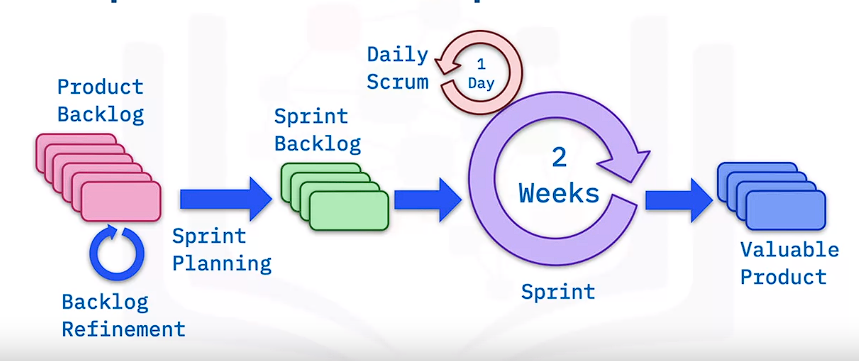 Product
Backlog
Backlog
Refinement
Sprint
Planning
Sprint
Backlog
Daily
Scrum
1
Day
2
Weeks
Sprint
Valuable
Product